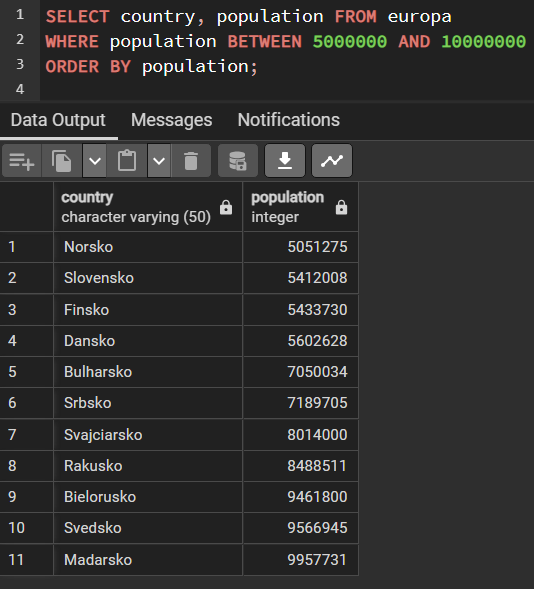 1 SELECT country, population FROM europa
2 WHERE population BETWEEN 5000000 AND 10000000
3 ORDER BY population;
4
Data Output Messages Notifications
country population
character varying (50) integer
1 Norsko 5051275
2 Slovensko 5412008
3 Finsko 5433730
4 Dansko 5602628
5 Bulharsko 7050034
6 Srbsko 7189705
7 Svajciarsko 8014000
8 Rakusko 8488511
9 Bielorusko 9461800
10 Svedsko 9566945
11 Madarsko 9957731